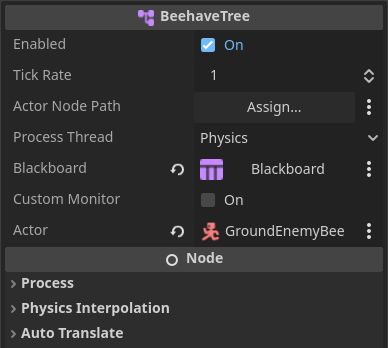 BeehaveTree
Enabled On
Tick Rate 1
Actor Node Path Assign...
Process Thread Physics
Blackboard Blackboard
Custom Monitor On
Actor GroundEnemyBee
Node
Process
Physics Interpolation
Auto Translate